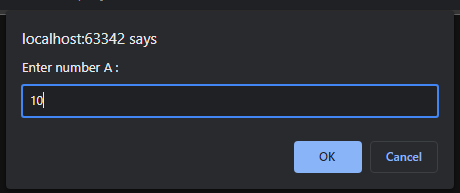 localhost:63342 says
Enter number A :
10
OK
Cancel